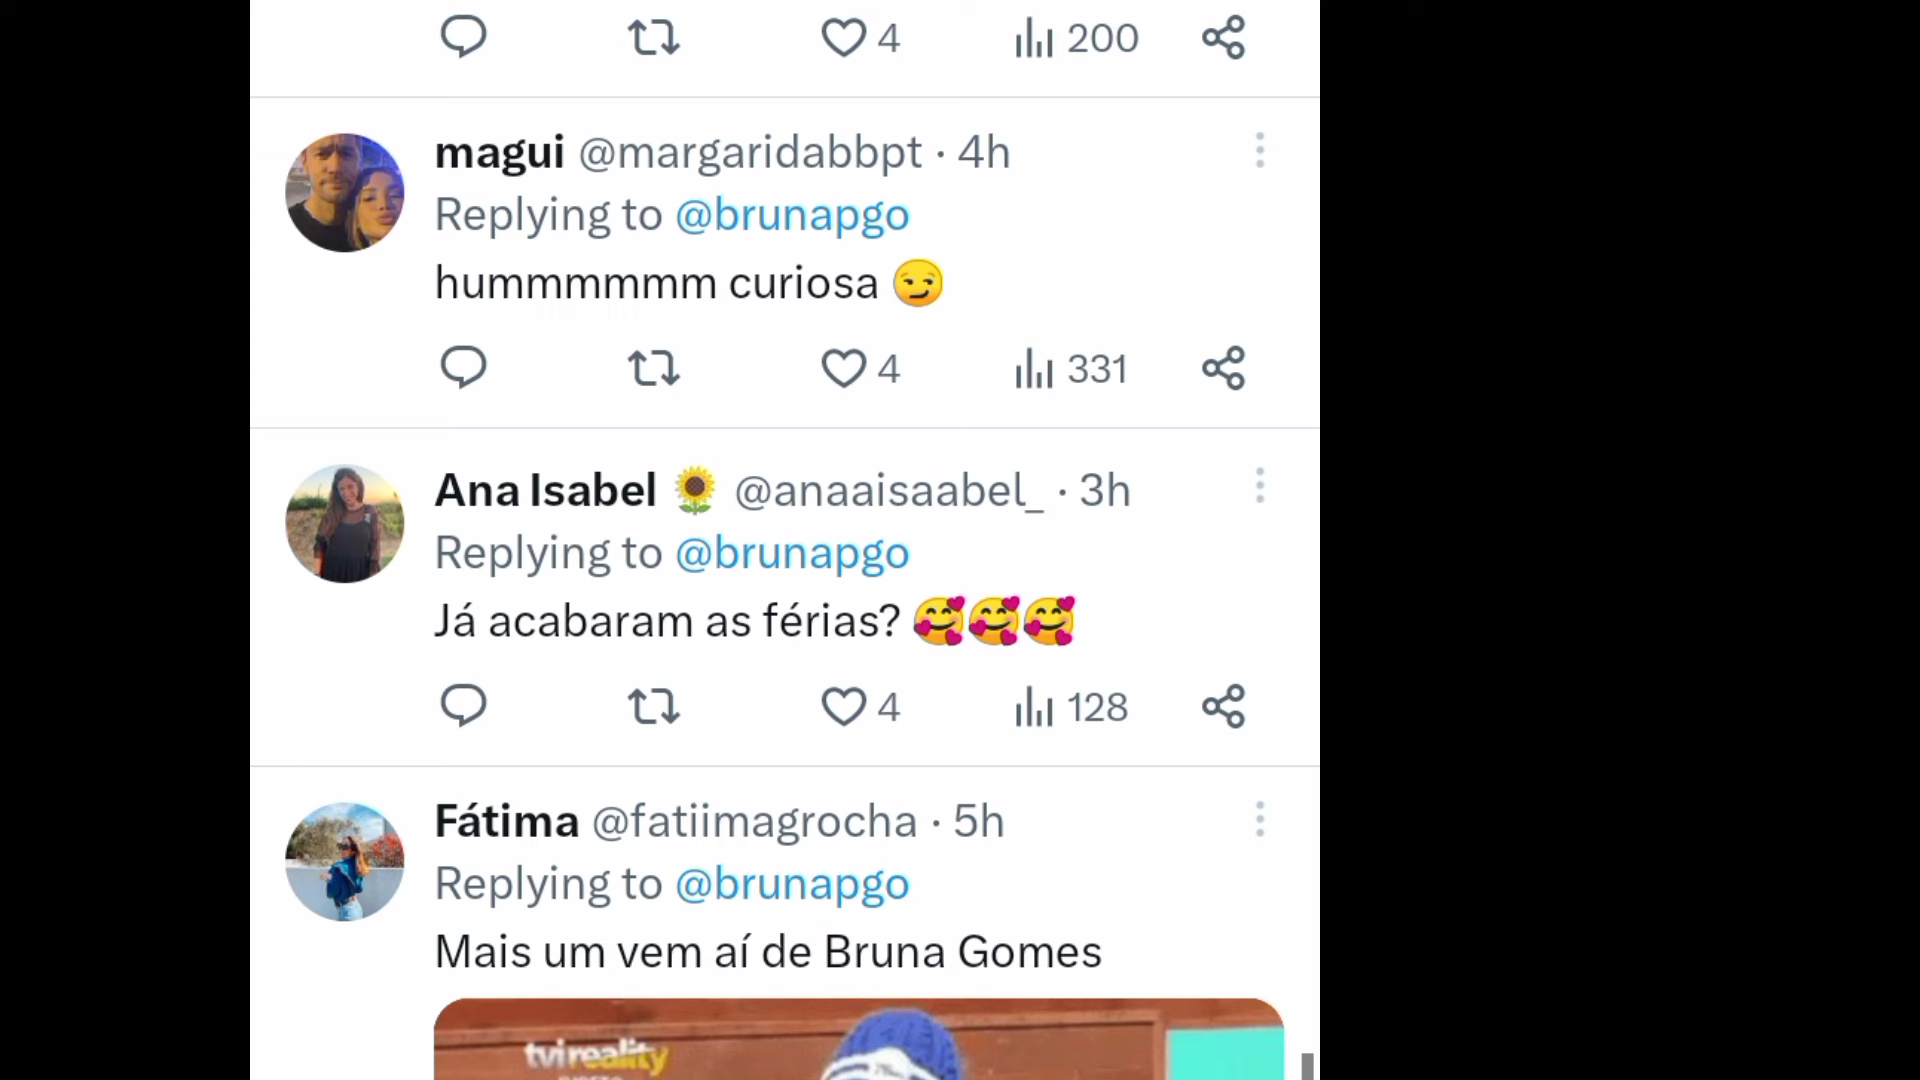 4 200
magui @margaridabbpt · 4h
Replying to @brunapgo
hummmmmm curiosa 😏
4 331
Ana Isabel 🌻 @anaaisaabel_ · 3h
Replying to @brunapgo
Já acabaram as férias? 🥰🥰🥰
4 128
Fátima @fatiimagrocha · 5h
Replying to @brunapgo
Mais um vem aí de Bruna Gomes
tvi reality